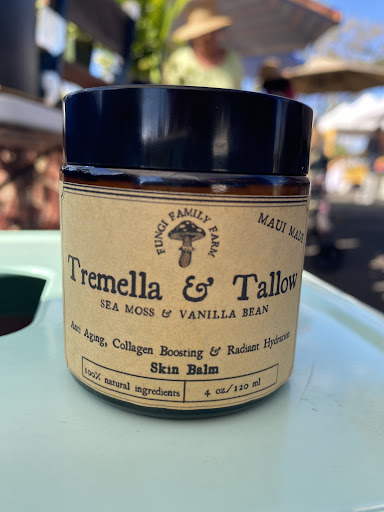 FUNGI FAMILY FARM
MAUI MADE
Tremella & Tallow
SEA MOSS & VANILLA BEAN
Anti Aging, Collagen Boosting & Radiant Hydration
Skin Balm
100% natural ingredients
4 oz/120 ml